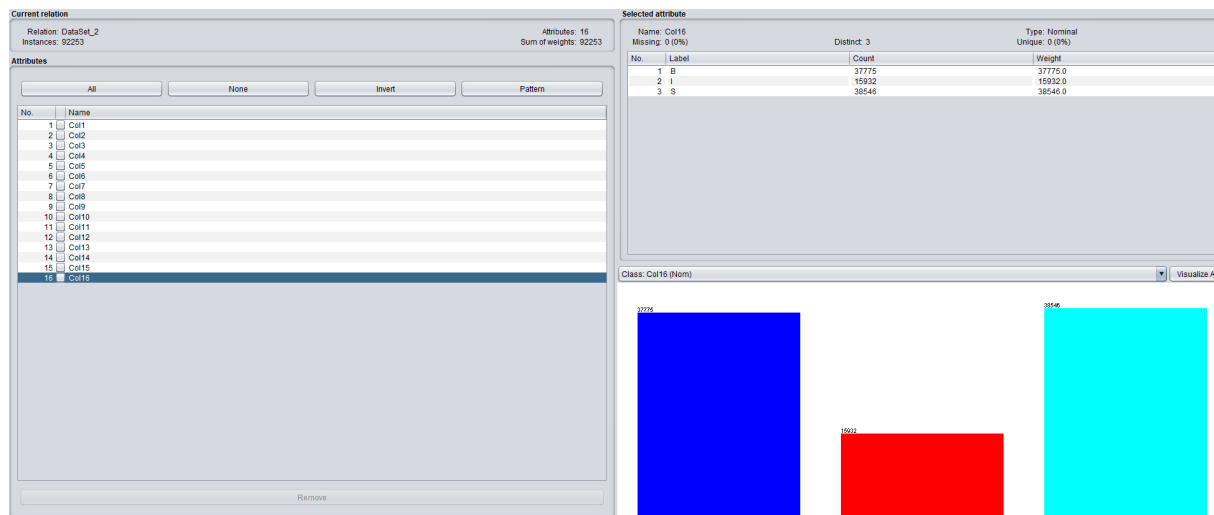 Current relation
Relation: DataSet_2 Attributes: 16
Instances: 92253 Sum of weights: 92253
Attributes
All None Invert Pattern
No. Name
1 Col1
2 Col2
3 Col3
4 Col4
5 Col5
6 Col6
7 Col7
8 Col8
9 Col9
10 Col10
11 Col11
12 Col12
13 Col13
14 Col14
15 Col15
16 Col16
Remove
Selected attribute
Name: Col16 Type: Nominal
Missing: 0 (0%) Distinct: 3 Unique: 0 (0%)
No. Label Count Weight
1 B 37775 37775.0
2 I 15932 15932.0
3 S 38546 38546.0
Class: Col16 (Nom) Visualize A
37775
15932
38546